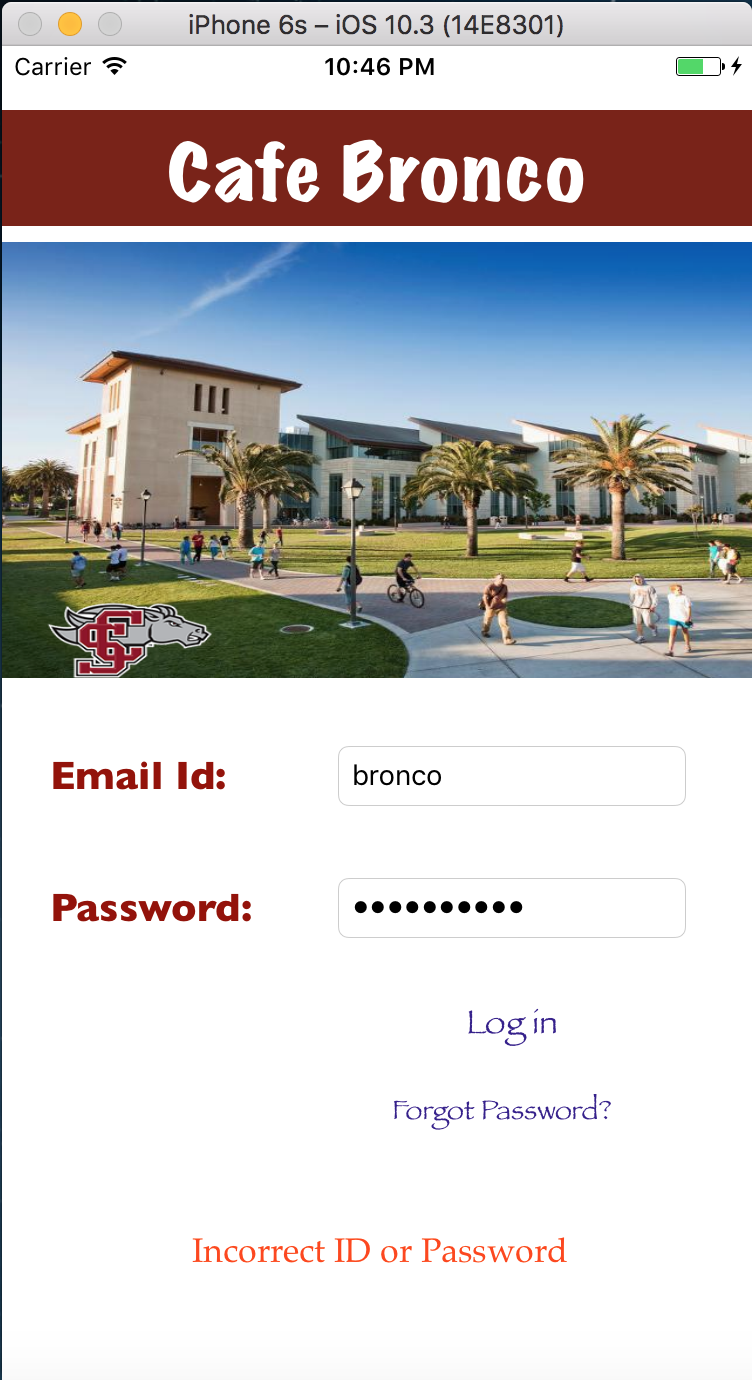 iPhone 6s – iOS 10.3 (14E8301)
Carrier 10:46 PM
Cafe Bronco
SC
Email Id: bronco
Password: ••••••••••
Log in
Forgot Password?
Incorrect ID or Password